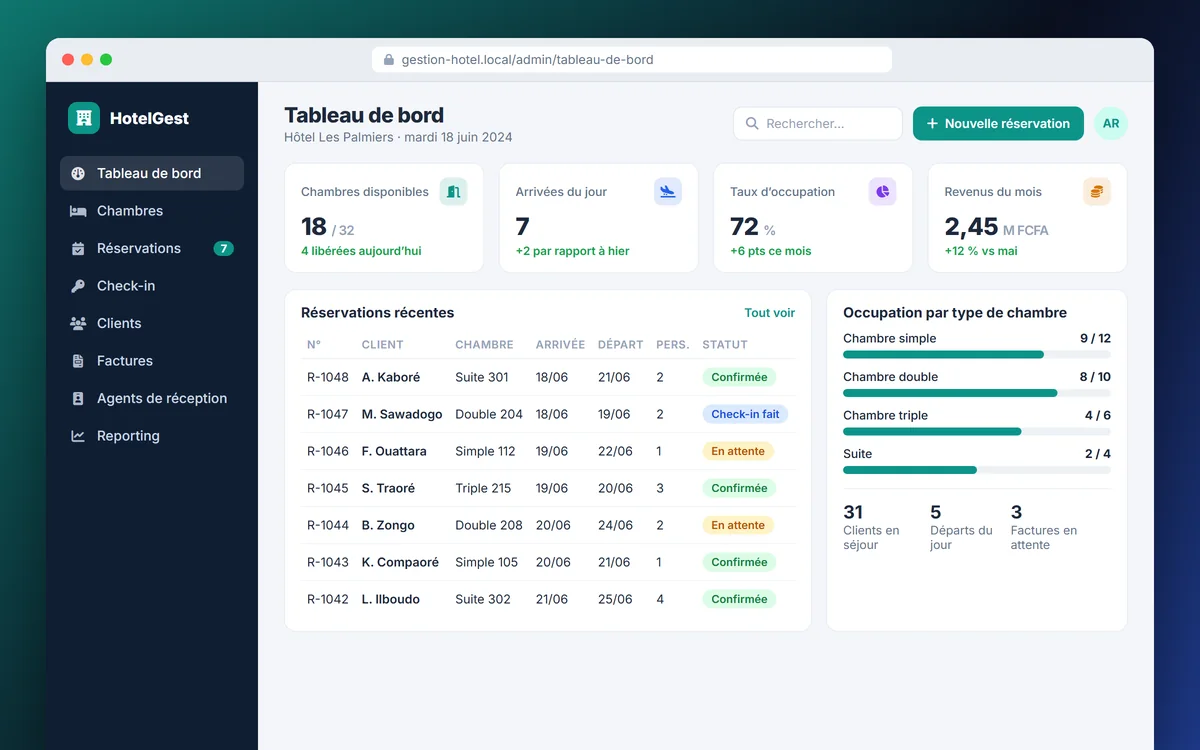 gestion-hotel.local/admin/tableau-de-bord
HotelGest
Tableau de bord
Chambres
Réservations 7
Check-in
Clients
Factures
Agents de réception
Reporting
Tableau de bord
Hôtel Les Palmiers · mardi 18 juin 2024
Rechercher...
+ Nouvelle réservation
AR
Chambres disponibles
18 / 32
4 libérées aujourd’hui
Arrivées du jour
7
+2 par rapport à hier
Taux d’occupation
72 %
+6 pts ce mois
Revenus du mois
2,45 M FCFA
+12 % vs mai
Réservations récentes Tout voir
N° CLIENT CHAMBRE ARRIVÉE DÉPART PERS. STATUT
R-1048 A. Kaboré Suite 301 18/06 21/06 2 Confirmée
R-1047 M. Sawadogo Double 204 18/06 19/06 2 Check-in fait
R-1046 F. Ouattara Simple 112 19/06 22/06 1 En attente
R-1045 S. Traoré Triple 215 19/06 20/06 3 Confirmée
R-1044 B. Zongo Double 208 20/06 24/06 2 En attente
R-1043 K. Compaoré Simple 105 20/06 21/06 1 Confirmée
R-1042 L. Ilboudo Suite 302 21/06 25/06 4 Confirmée
Occupation par type de chambre
Chambre simple 9 / 12
Chambre double 8 / 10
Chambre triple 4 / 6
Suite 2 / 4
31
Clients en
séjour
5
Départs du
jour
3
Factures en
attente